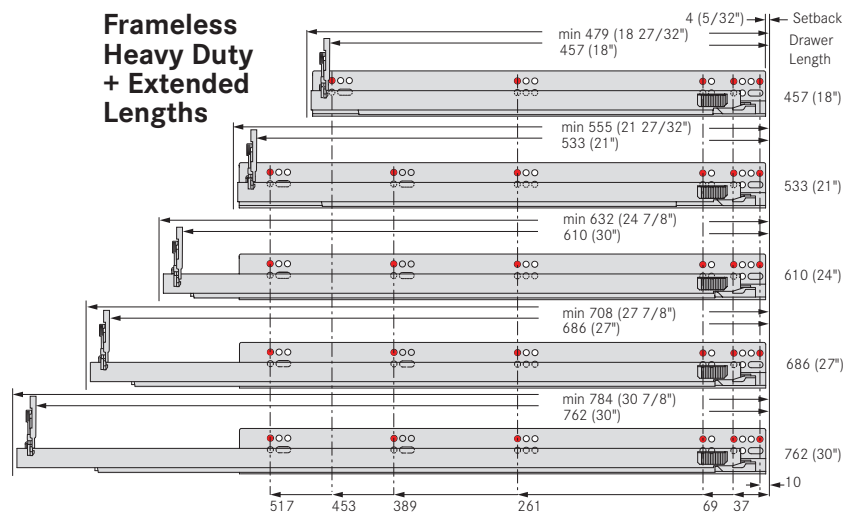 Frameless
Heavy Duty
+ Extended
Lengths
4 (5/32") Setback
min 479 (18 27/32") Drawer
457 (18") Length
457 (18")
min 555 (21 27/32")
533 (21")
533 (21")
min 632 (24 7/8")
610 (30")
610 (24")
min 708 (27 7/8")
686 (27")
686 (27")
min 784 (30 7/8")
762 (30")
762 (30")
10
517 453 389 261 69 37